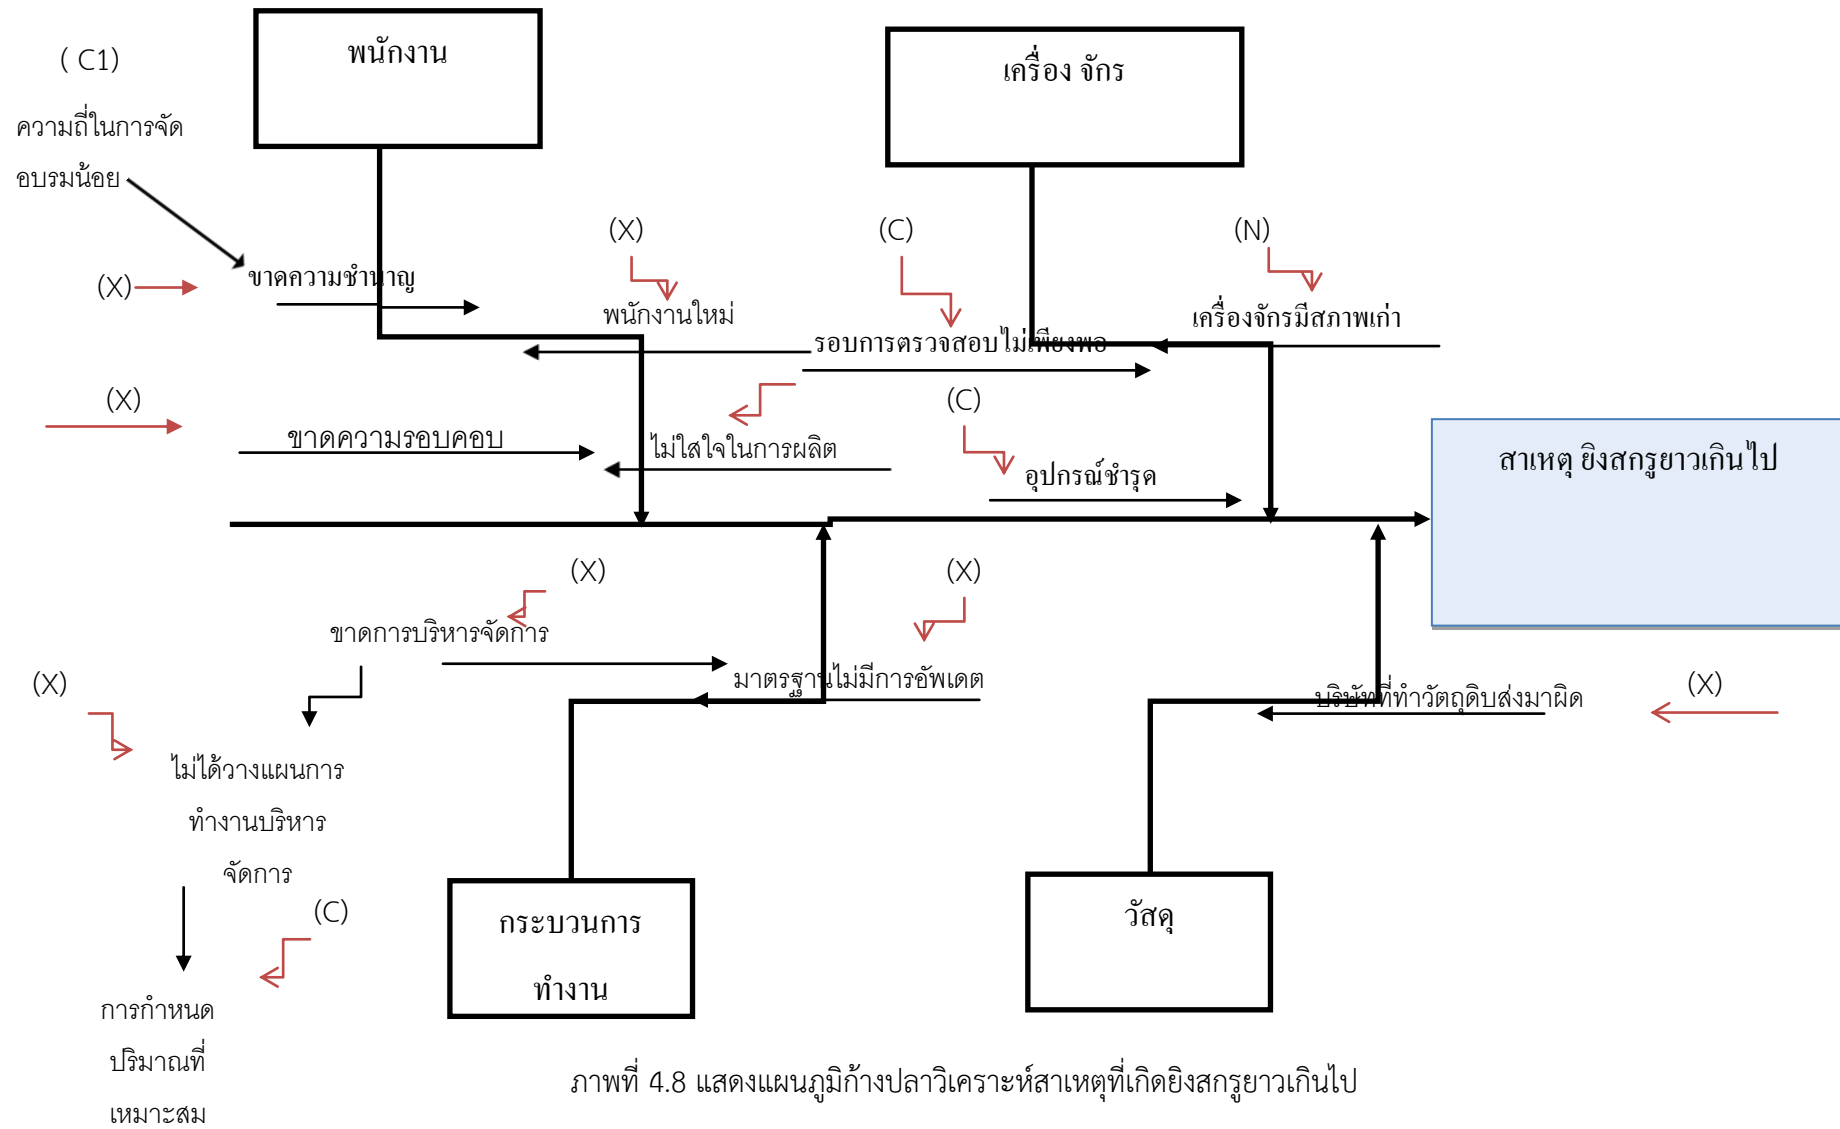 ( C1)
พนักงาน
เครื่อง จักร
ความถี่ในการจัด
อบรมน้อย
(X)
(C)
(N)
(X)
ขาดความชำนาญ
พนักงานใหม่
เครื่องจักรมีสภาพเก่า
รอบการตรวจสอบไม่เพียงพอ
(X)
(C)
ขาดความรอบคอบ
ไม่ใสใจในการผลิต
อุปกรณ์ชำรุด
สาเหตุ ยิงสกรูยาวเกินไป
(X)
(X)
ขาดการบริหารจัดการ
มาตรฐานไม่มีการอัพเดต
(X)
บริษัทที่ทำวัตถุดิบส่งมาผิด
(X)
ไม่ได้วางแผนการ
ทำงานบริหาร
จัดการ
(C)
กระบวนการ
ทำงาน
วัสดุ
การกำหนด
ปริมาณที่
เหมาะสม
ภาพที่ 4.8 แสดงแผนภูมิก้างปลาวิเคราะห์สาเหตุที่เกิดยิงสกรูยาวเกินไป